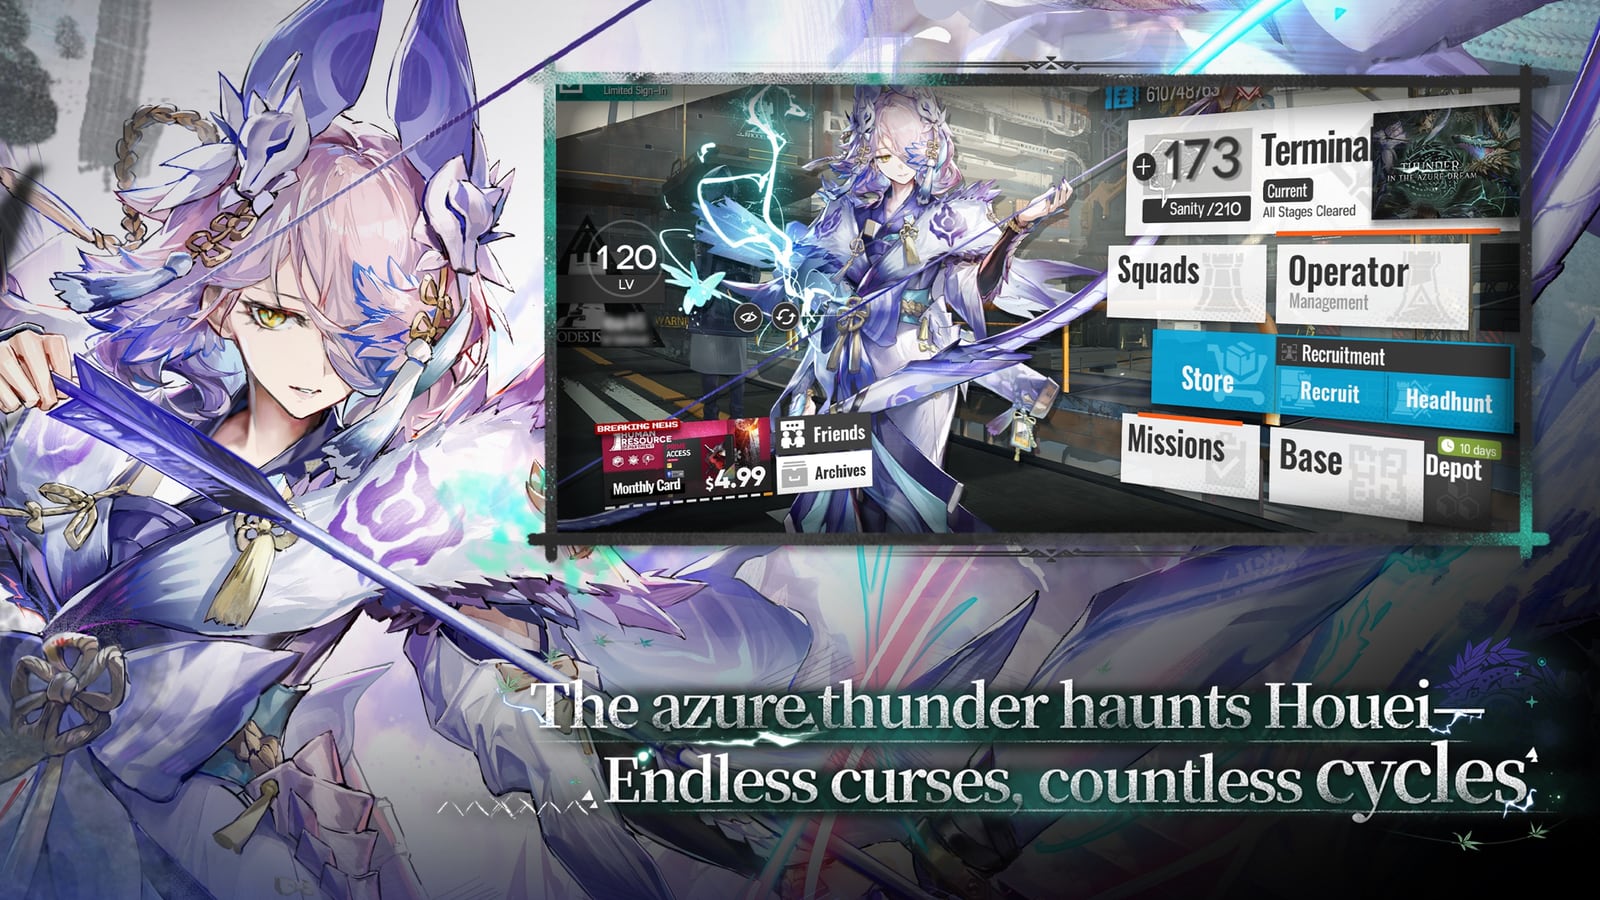 Limited Sign-In
610748763
+173
Sanity /210
Terminal
Current
All Stages Cleared
THUNDER
IN THE AZURE DREAM
120
LV
Squads
Operator
Management
Store
Recruitment
Recruit
Headhunt
BREAKING NEWS
HUMAN
RESOURCE
ACCESS
Monthly Card
$4.99
Friends
Archives
Missions
Base
10 days
Depot
The azure thunder haunts Houei—
Endless curses, countless cycles